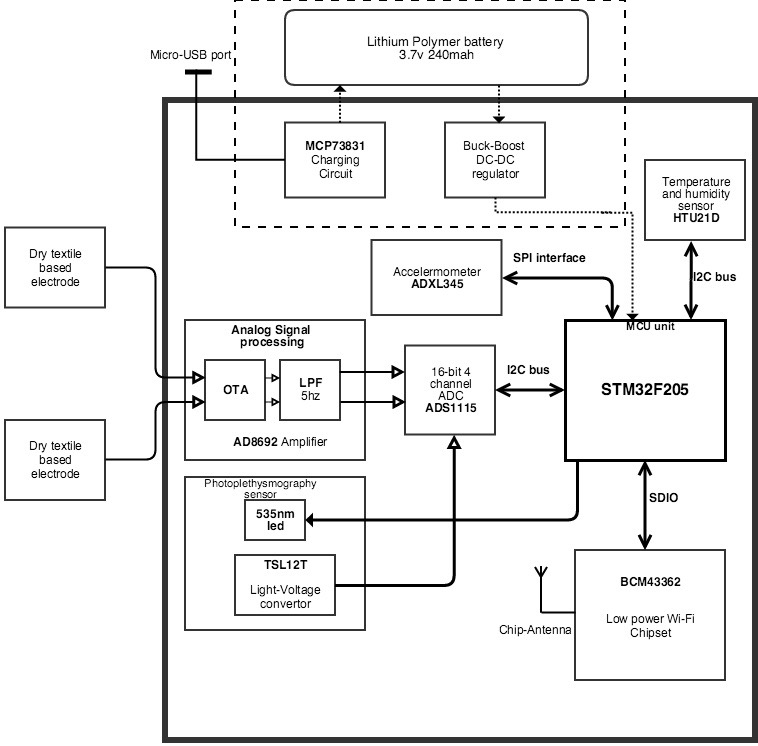 Lithium Polymer battery
3.7v 240mah
Micro-USB port
MCP73831
Charging
Circuit
Buck-Boost
DC-DC
regulator
Temperature
and humidity
sensor
HTU21D
Dry textile
based
electrode
Accelermometer
ADXL345
SPI interface
I2C bus
MCU unit
STM32F205
Analog Signal
processing
OTA
LPF
5hz
AD8692 Amplifier
16-bit 4
channel
ADC
ADS1115
I2C bus
Dry textile
based
electrode
Photoplethysmography
sensor
535nm
led
TSL12T
Light-Voltage
convertor
SDIO
BCM43362
Low power Wi-Fi
Chipset
Chip-Antenna